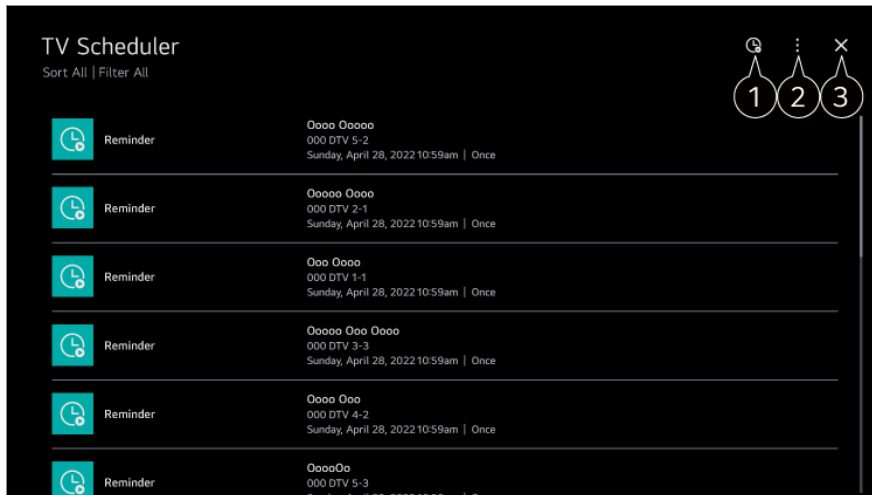 TV Scheduler
Sort All | Filter All
1 2 3
Reminder
Oooo Ooooo
000 DTV 5-2
Sunday, April 28, 2022 10:59am | Once
Reminder
Ooooo Oooo
000 DTV 2-1
Sunday, April 28, 2022 10:59am | Once
Reminder
Ooo Oooo
000 DTV 1-1
Sunday, April 28, 2022 10:59am | Once
Reminder
Ooooo Ooo Oooo
000 DTV 3-3
Sunday, April 28, 2022 10:59am | Once
Reminder
Oooo Ooo
000 DTV 4-2
Sunday, April 28, 2022 10:59am | Once
Reminder
OoooOo
000 DTV 5-3